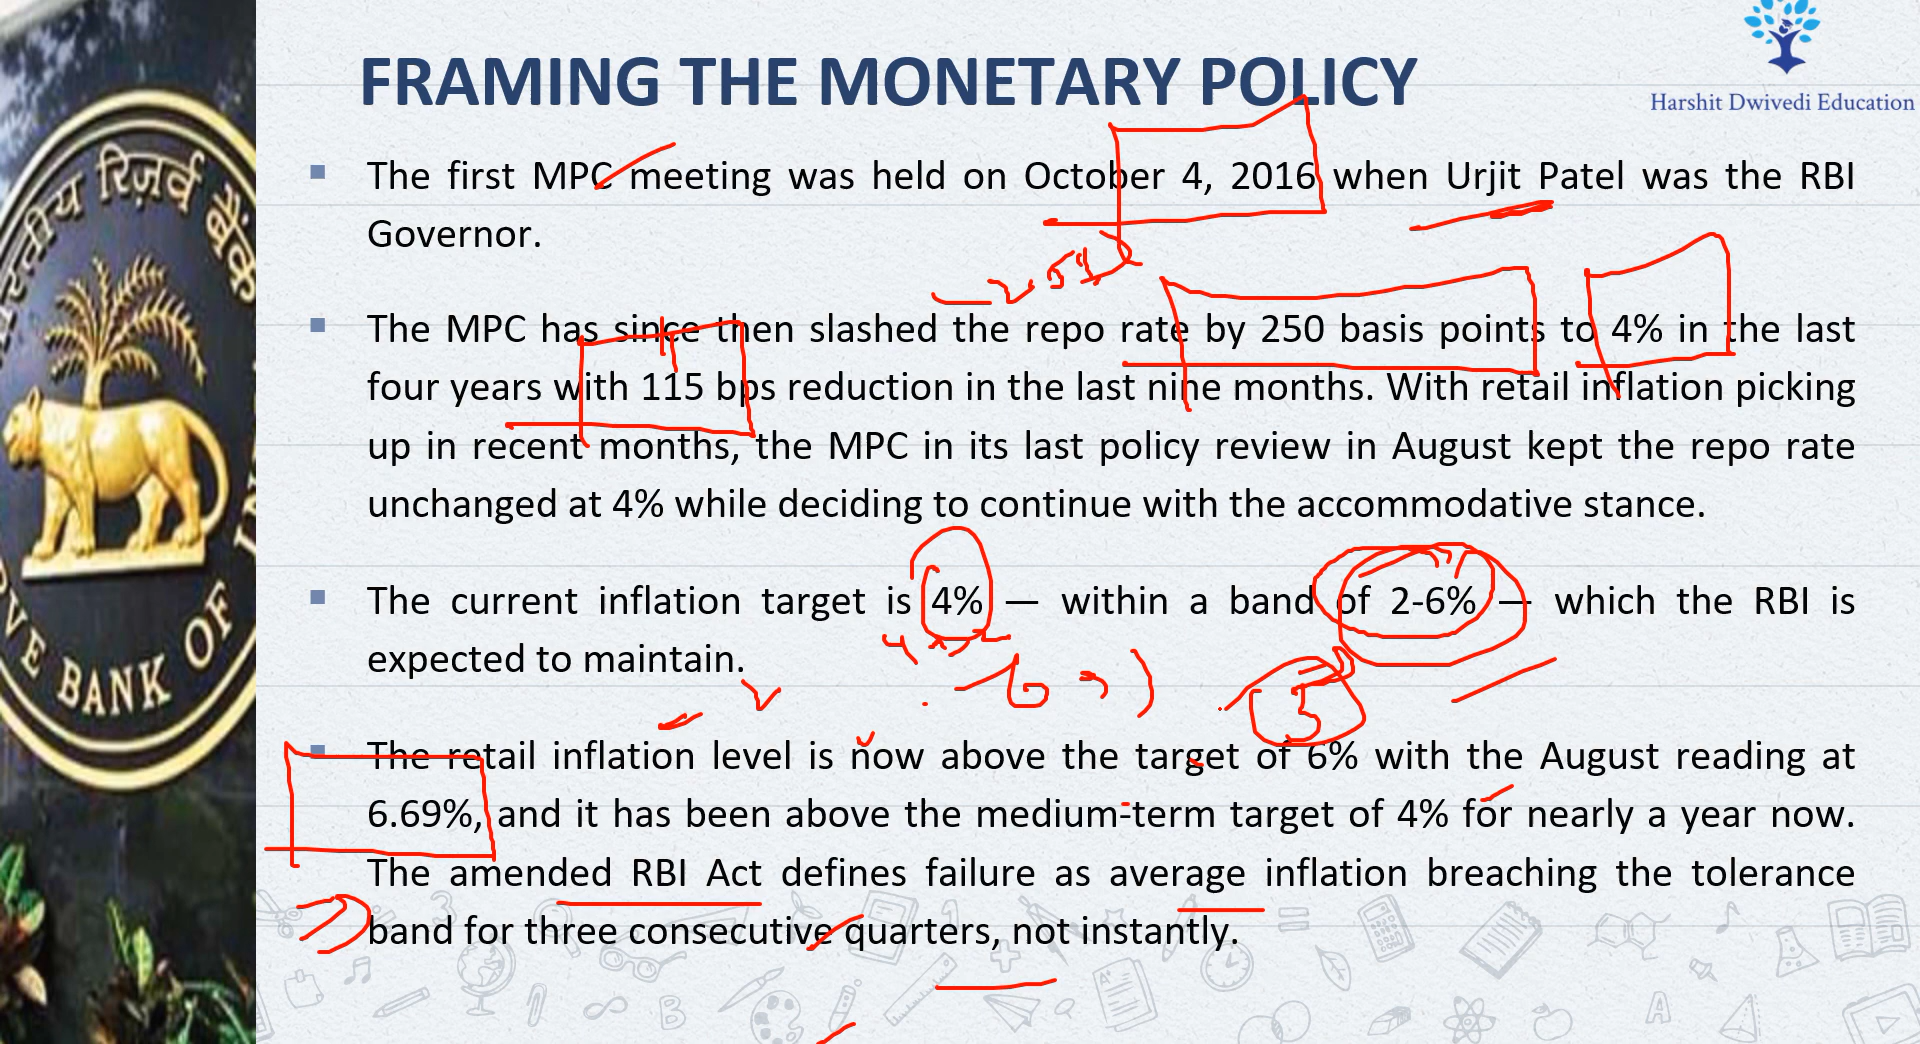 FRAMING THE MONETARY POLICY
Harshit Dwivedi Education
The first MPC meeting was held on October 4, 2016 when Urjit Patel was the RBI
Governor.
The MPC has since then slashed the repo rate by 250 basis points to 4% in the last
four years with 115 bps reduction in the last nine months. With retail inflation picking
up in recent months, the MPC in its last policy review in August kept the repo rate
unchanged at 4% while deciding to continue with the accommodative stance.
The current inflation target is 4% — within a band of 2-6% — which the RBI is
expected to maintain.
The retail inflation level is now above the target of 6% with the August reading at
6.69%, and it has been above the medium-term target of 4% for nearly a year now.
The amended RBI Act defines failure as average inflation breaching the tolerance
band for three consecutive quarters, not instantly.
रिज़र्व बैंक
BANK OF